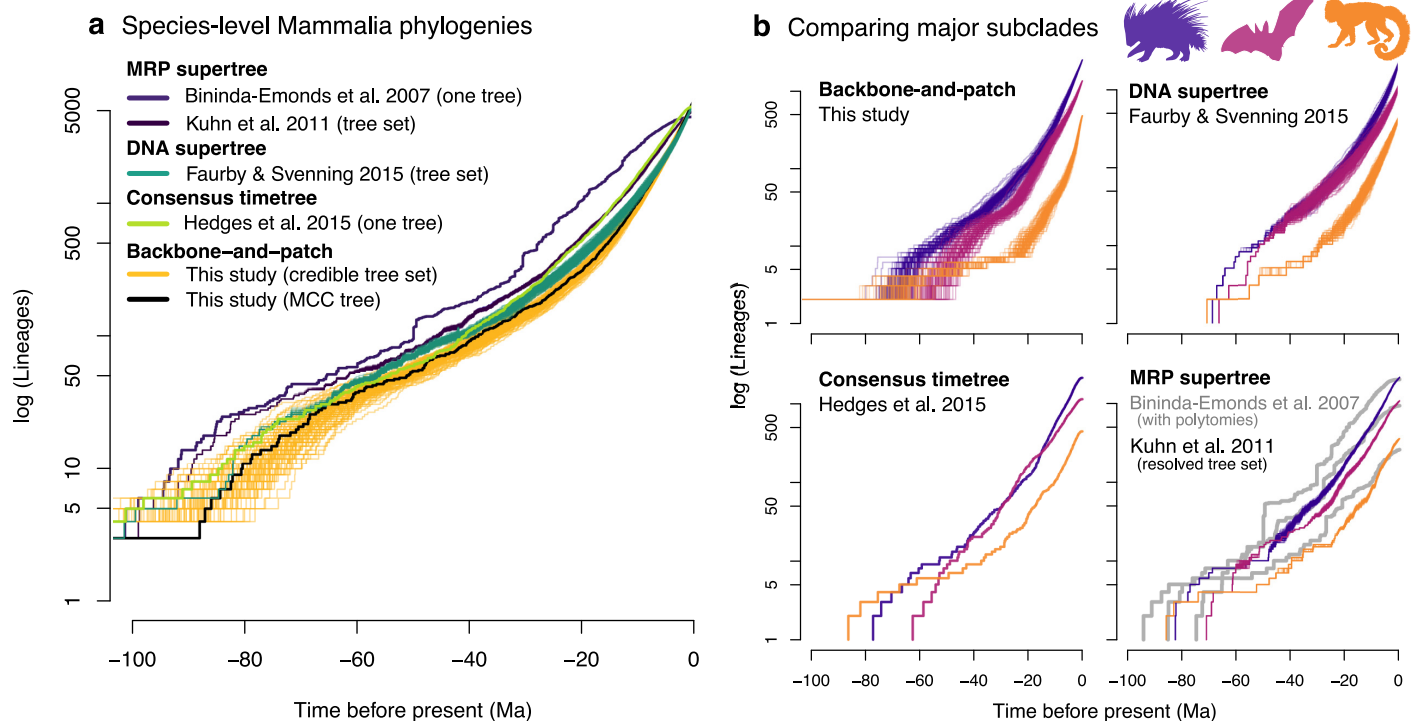 a Species-level Mammalia phylogenies
MRP supertree
Bininda-Emonds et al. 2007 (one tree)
Kuhn et al. 2011 (tree set)
DNA supertree
Faurby & Svenning 2015 (tree set)
Consensus timetree
Hedges et al. 2015 (one tree)
Backbone–and–patch
This study (credible tree set)
This study (MCC tree)
log (Lineages)
5000
500
50
10
5
1
−100
−80
−60
−40
−20
0
Time before present (Ma)
b Comparing major subclades
Backbone-and-patch
This study
500
50
5
1
DNA supertree
Faurby & Svenning 2015
log (Lineages)
Consensus timetree
Hedges et al. 2015
500
50
5
1
−100
−80
−60
−40
−20
0
MRP supertree
Bininda-Emonds et al. 2007
(with polytomies)
Kuhn et al. 2011
(resolved tree set)
−100
−80
−60
−40
−20
0
Time before present (Ma)